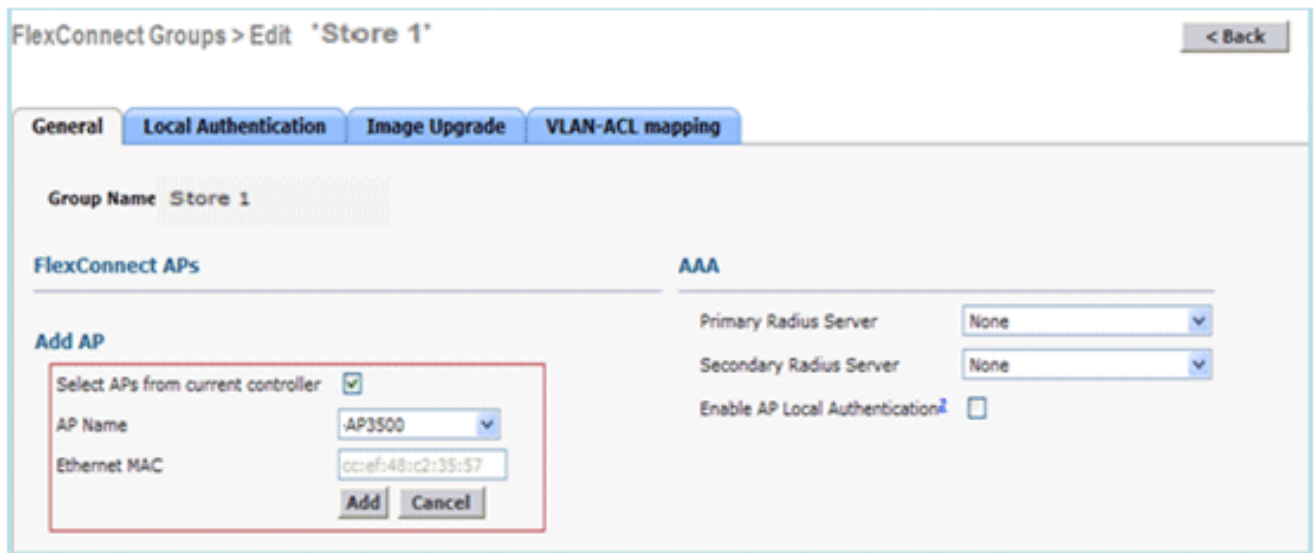 FlexConnect Groups > Edit "Store 1"
< Back
General
Local Authentication
Image Upgrade
VLAN-ACL mapping
Group Name Store 1
FlexConnect APs
AAA
Add AP
Select APs from current controller
AP Name -AP3500
Ethernet MAC cc:ef:48:c2:35:57
Add Cancel
Primary Radius Server None
Secondary Radius Server None
Enable AP Local Authentication2